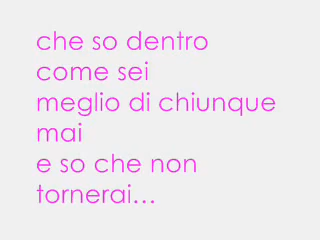 che so dentro
come sei
meglio di chiunque
mai
e so che non
tornerai...